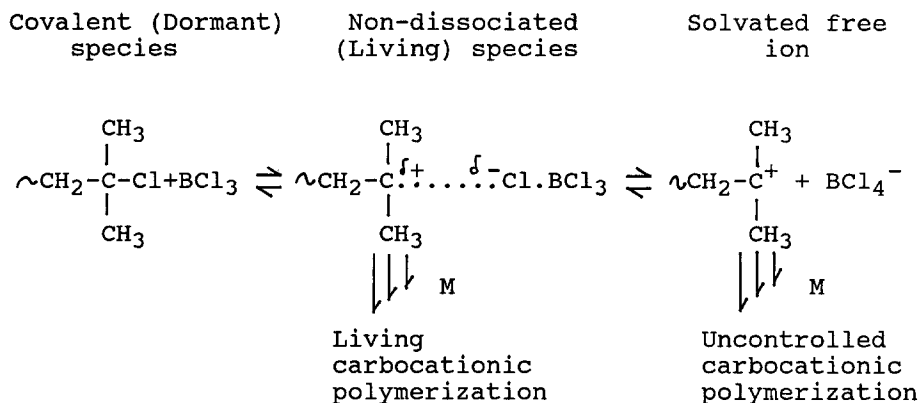 Covalent (Dormant) species
Non-dissociated (Living) species
Solvated free ion
CH3 CH3 CH3
~CH2-C-Cl+BCl3 ⇌ ~CH2-C δ+ ....... δ- Cl.BCl3 ⇌ ~CH2-C+ + BCl4-
CH3 CH3 CH3
M M
Living carbocationic polymerization
Uncontrolled carbocationic polymerization